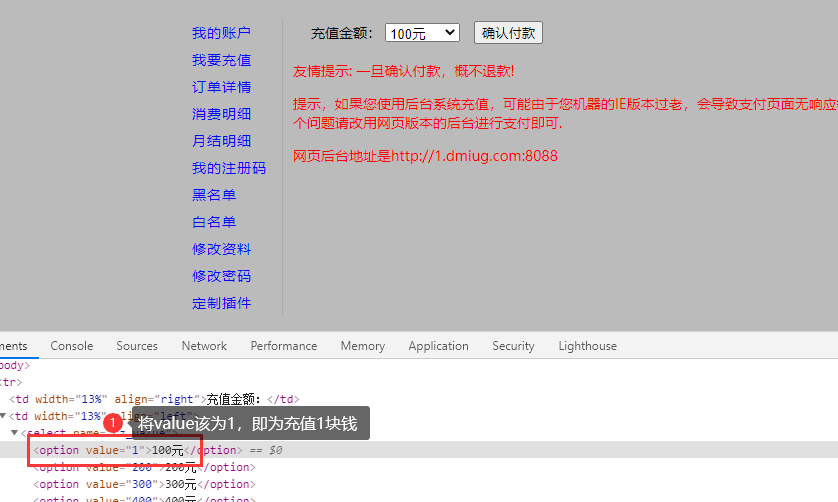 我的账户
我要充值
订单详情
消费明细
月结明细
我的注册码
黑名单
白名单
修改资料
修改密码
定制插件
充值金额： 100元 确认付款
友情提示: 一旦确认付款，概不退款!
提示，如果您使用后台系统充值，可能由于您机器的IE版本过老，会导致支付页面无响应
个问题请改用网页版本的后台进行支付即可.
网页后台地址是http://1.dmiug.com:8088
ments Console Sources Network Performance Memory Application Security Lighthouse
body>
<tr>
<td width="13%" align="right">充值金额：</td>
<td width="13%" align="left">
1 将value该为1，即为充值1块钱
<select name=
<option value="1">100元</option> == $0
<option value="200">200元</option>
<option value="300">300元</option>
<option value="400">400元</option>